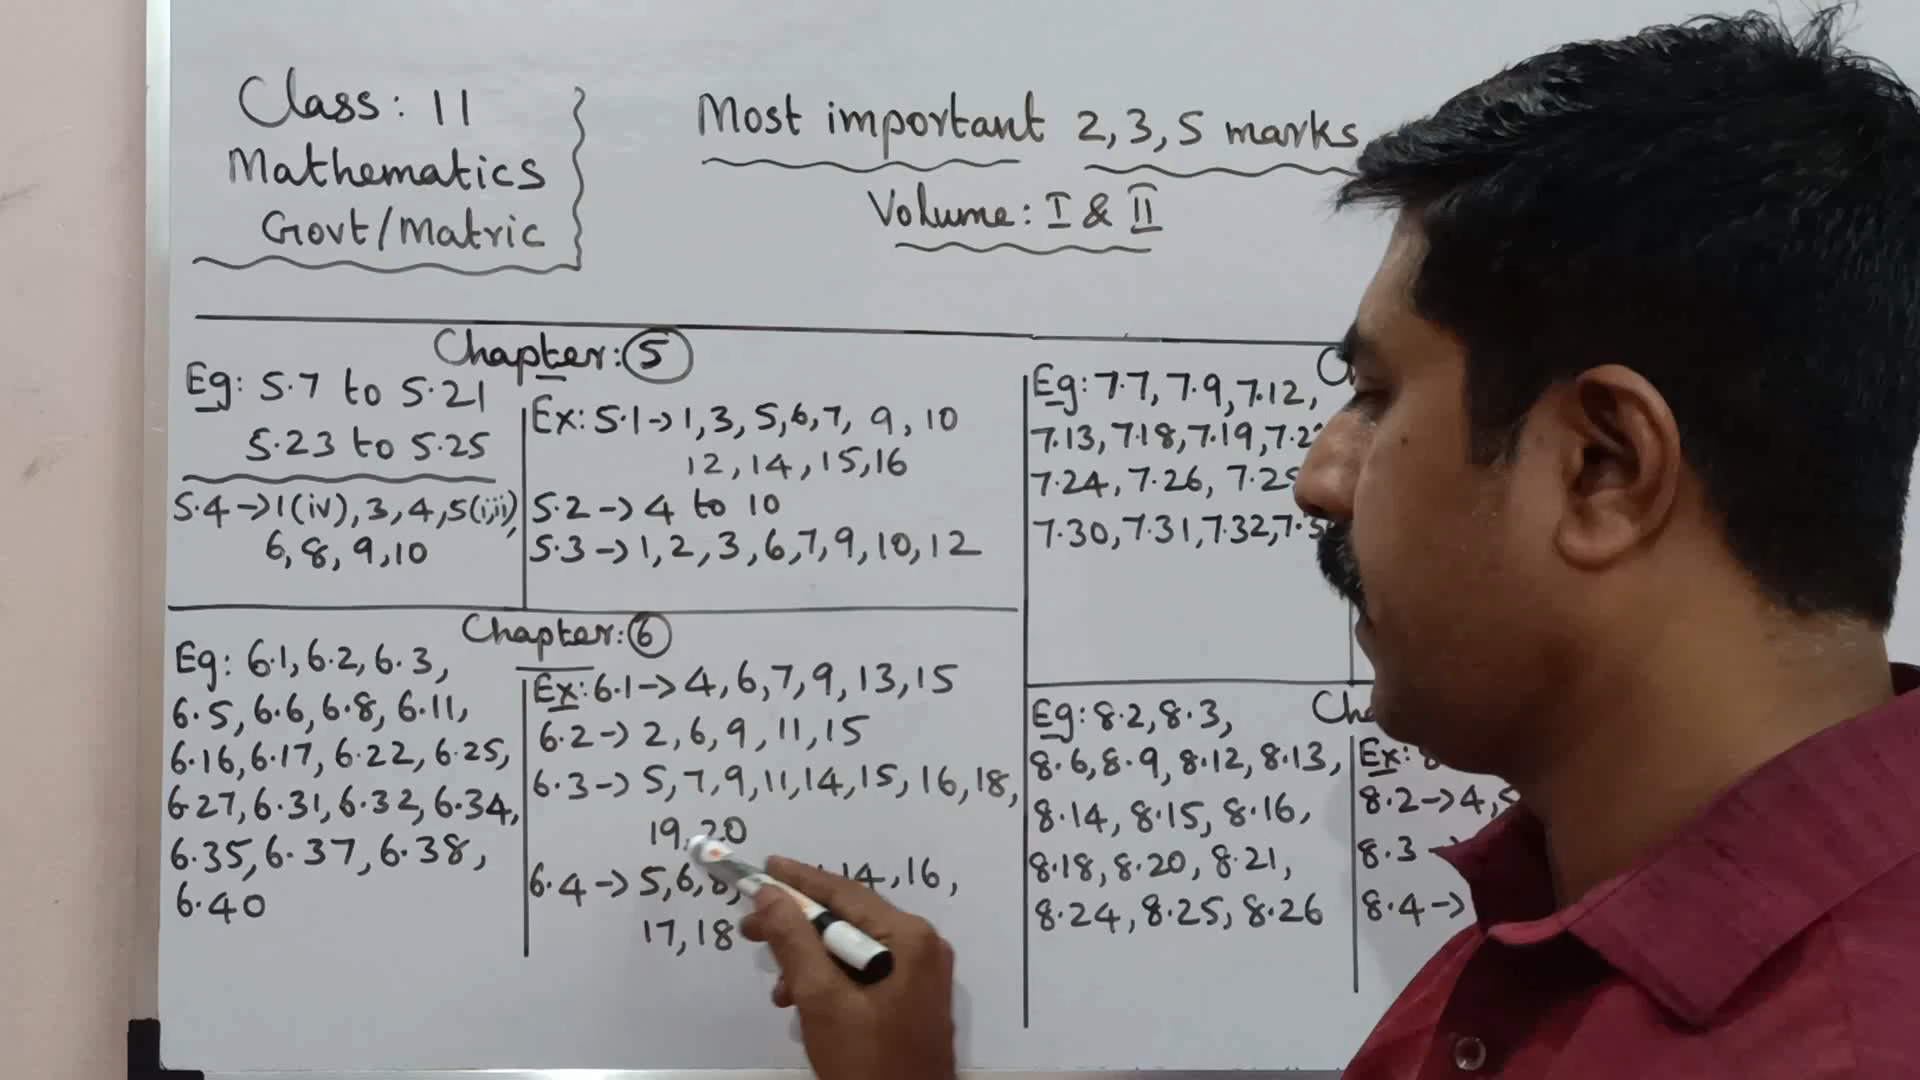 Class: 11
Mathematics
Govt/Matric
Most important 2,3,5 marks
Volume: I & II
Chapter: 5
Eg: 5.7 to 5.21
5.23 to 5.25
5.4 → 1(iv), 3, 4, 5(i,ii),
6, 8, 9, 10
Ex: 5.1 → 1, 3, 5, 6, 7, 9, 10
12, 14, 15, 16
5.2 → 4 to 10
5.3 → 1, 2, 3, 6, 7, 9, 10, 12
Chapter: 6
Eg: 6.1, 6.2, 6.3,
6.5, 6.6, 6.8, 6.11,
6.16, 6.17, 6.22, 6.25,
6.27, 6.31, 6.32, 6.34,
6.35, 6.37, 6.38,
6.40
Ex: 6.1 → 4, 6, 7, 9, 13, 15
6.2 → 2, 6, 9, 11, 15
6.3 → 5, 7, 9, 11, 14, 15, 16, 18,
19, 20
6.4 → 5, 6, 8, 14, 16,
17, 18
Eg: 7.7, 7.9, 7.12,
7.13, 7.18, 7.19,
7.24, 7.26,
7.30, 7.31, 7.32,
Eg: 8.2, 8.3,
8.6, 8.9, 8.12, 8.13,
8.14, 8.15, 8.16,
8.18, 8.20, 8.21,
8.24, 8.25, 8.26
Ex:
8.2 → 4,
8.3
8.4 →